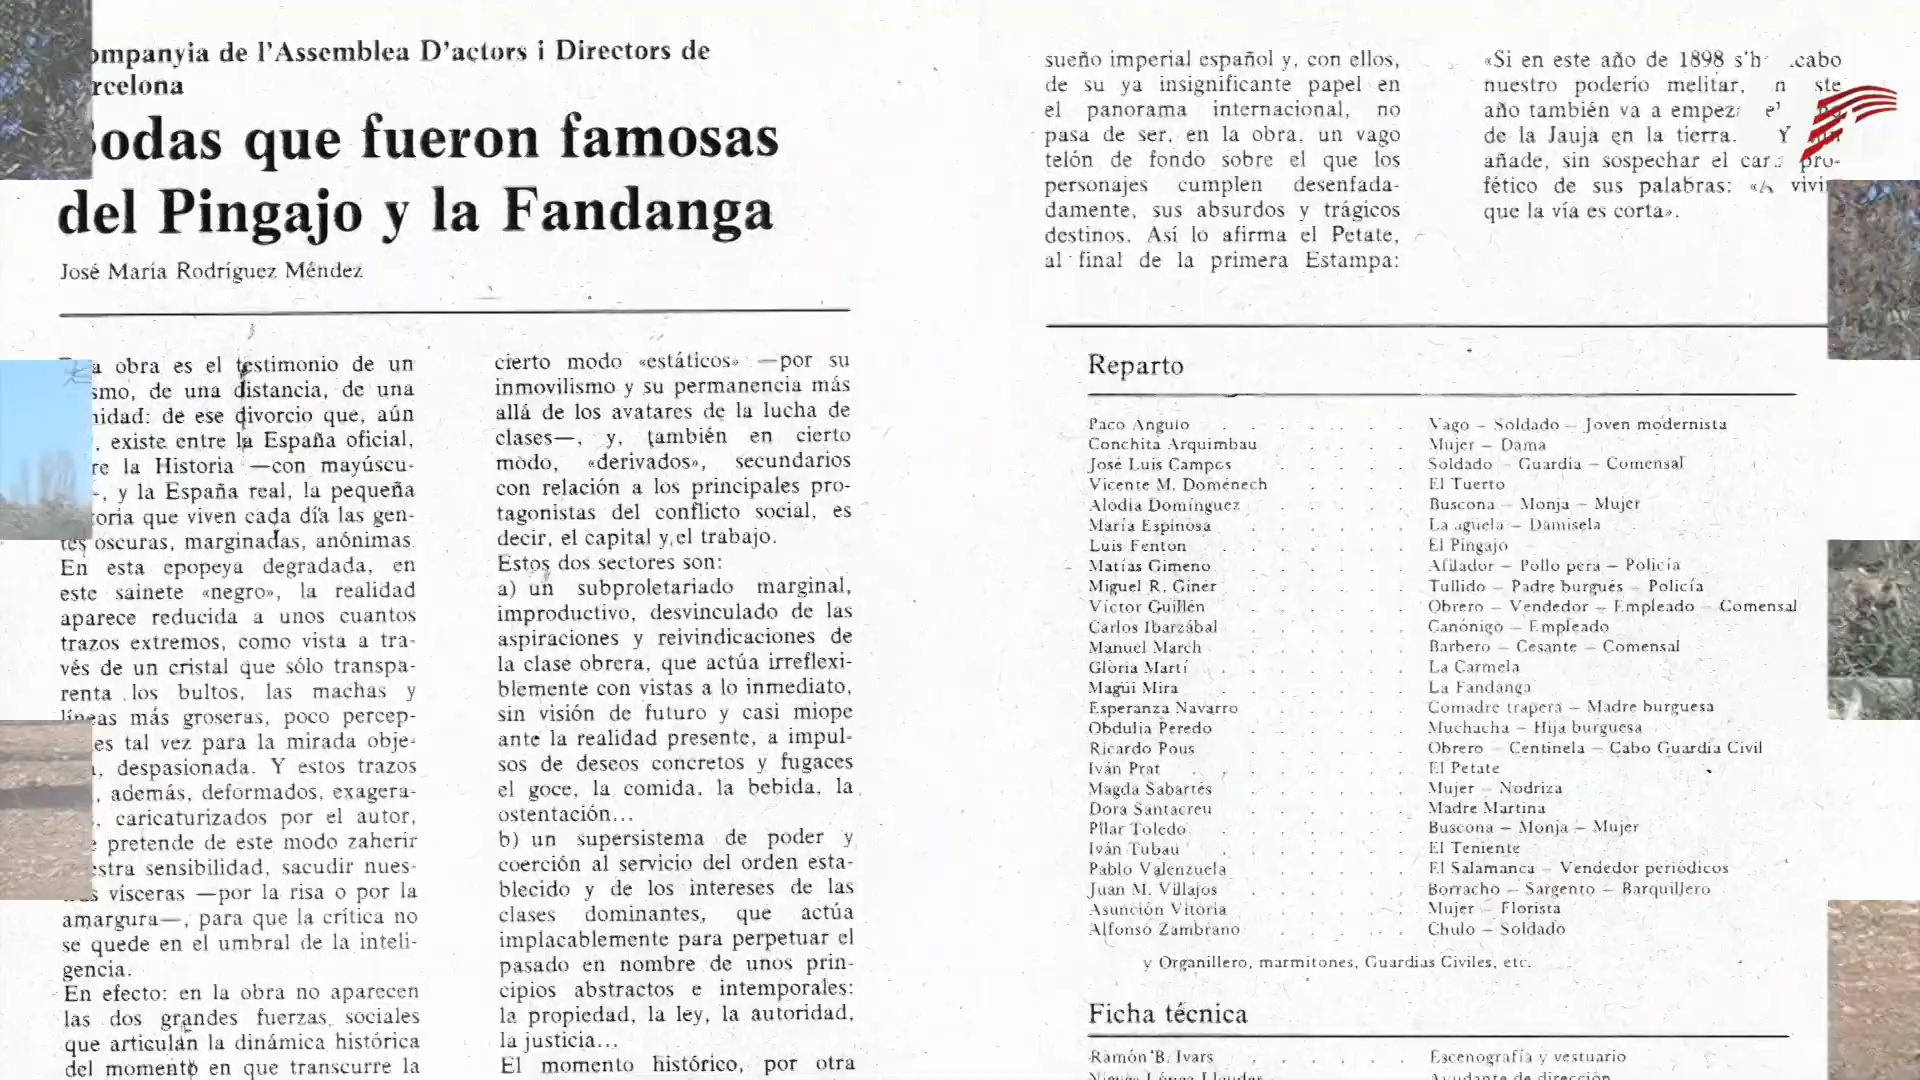 ompanyia de l'Assemblea D'actors i Directors de
rcelona
odas que fueron famosas
del Pingajo y la Fandanga
José María Rodríguez Méndez
a obra es el testimonio de un
smo, de una distancia, de una
nidad: de ese divorcio que, aún
, existe entre la España oficial,
re la Historia —con mayúscu-
-, y la España real, la pequeña
toria que viven cada día las gen-
tes oscuras, marginadas, anónimas.
En esta epopeya degradada, en
este sainete «negro», la realidad
aparece reducida a unos cuantos
trazos extremos, como vista a tra-
vés de un cristal que sólo transpa-
renta los bultos, las machas y
líneas más groseras, poco percep-
es tal vez para la mirada obje-
, despasionada. Y estos trazos
, además, deformados, exagera-
, caricaturizados por el autor,
pretende de este modo zaherir
stra sensibilidad, sacudir nues-
s vísceras —por la risa o por la
amargura—, para que la crítica no
se quede en el umbral de la inteli-
gencia.
En efecto: en la obra no aparecen
las dos grandes fuerzas sociales
que articulan la dinámica histórica
del momento en que transcurre la
cierto modo «estáticos» —por su
inmovilismo y su permanencia más
allá de los avatares de la lucha de
clases—, y, también en cierto
modo, «derivados», secundarios
con relación a los principales pro-
tagonistas del conflicto social, es
decir, el capital y el trabajo.
Estos dos sectores son:
a) un subproletariado marginal,
improductivo, desvinculado de las
aspiraciones y reivindicaciones de
la clase obrera, que actúa irreflexi-
blemente con vistas a lo inmediato,
sin visión de futuro y casi miope
ante la realidad presente, a impul-
sos de deseos concretos y fugaces
el goce, la comida, la bebida, la
ostentación...
b) un supersistema de poder y
coerción al servicio del orden esta-
blecido y de los intereses de las
clases dominantes, que actúa
implacablemente para perpetuar el
pasado en nombre de unos prin-
cipios abstractos e intemporales:
la propiedad, la ley, la autoridad,
la justicia...
El momento histórico, por otra
sueño imperial español y, con ellos,
de su ya insignificante papel en
el panorama internacional, no
pasa de ser, en la obra, un vago
telón de fondo sobre el que los
personajes cumplen desenfada-
damente, sus absurdos y trágicos
destinos. Así lo afirma el Petate,
al final de la primera Estampa:
«Si en este año de 1898 s'h cabo
nuestro poderío melitar, n ste
año también va a empez
de la Jauja en la tierra. Y
añade, sin sospechar el car pro-
fético de sus palabras: «A vivi
que la vía es corta».
Reparto
Paco Anguio . . . . . Vago – Soldado – Joven modernista
Conchita Arquimbau . . . . Mujer – Dama
José Luis Campos . . . . Soldado – Guardia – Comensal
Vicente M. Doménech . . . . El Tuerto
Alodia Domínguez . . . . Buscona – Monja – Mujer
María Espinosa . . . . La agüela – Damisela
Luis Fenton . . . . . El Pingajo
Matías Gimeno . . . . . Afilador – Pollo pera – Policía
Miguel R. Giner . . . . Tullido – Padre burgués – Policía
Víctor Guillén . . . . Obrero – Vendedor – Empleado – Comensal
Carlos Ibarzábal . . . . Canónigo – Empleado
Manuel March . . . . . Barbero – Cesante – Comensal
Gloria Martí . . . . . La Carmela
Magüi Mira . . . . . La Fandanga
Esperanza Navarro . . . . Comadre trapera – Madre burguesa
Obdulia Peredo . . . . Muchacha – Hija burguesa
Ricardo Pous . . . . . Obrero – Centinela – Cabo Guardia Civil
Iván Prat . . . . . El Petate
Magda Sabartés . . . . Mujer – Nodriza
Dora Santacreu . . . . Madre Martina
Pilar Toledo . . . . . Buscona – Monja – Mujer
Iván Tubau . . . . . El Teniente
Pablo Valenzuela . . . . El Salamanca – Vendedor periódicos
Juan M. Villajos . . . . Borracho – Sargento – Barquillero
Asunción Vitoria . . . . Mujer – Florista
Alfonso Zambrano . . . . Chulo – Soldado
y Organillero, marmitones, Guardias Civiles, etc.
Ficha técnica
Ramón B. Ivars . . . . . Escenografía y vestuario
Ayudante de dirección